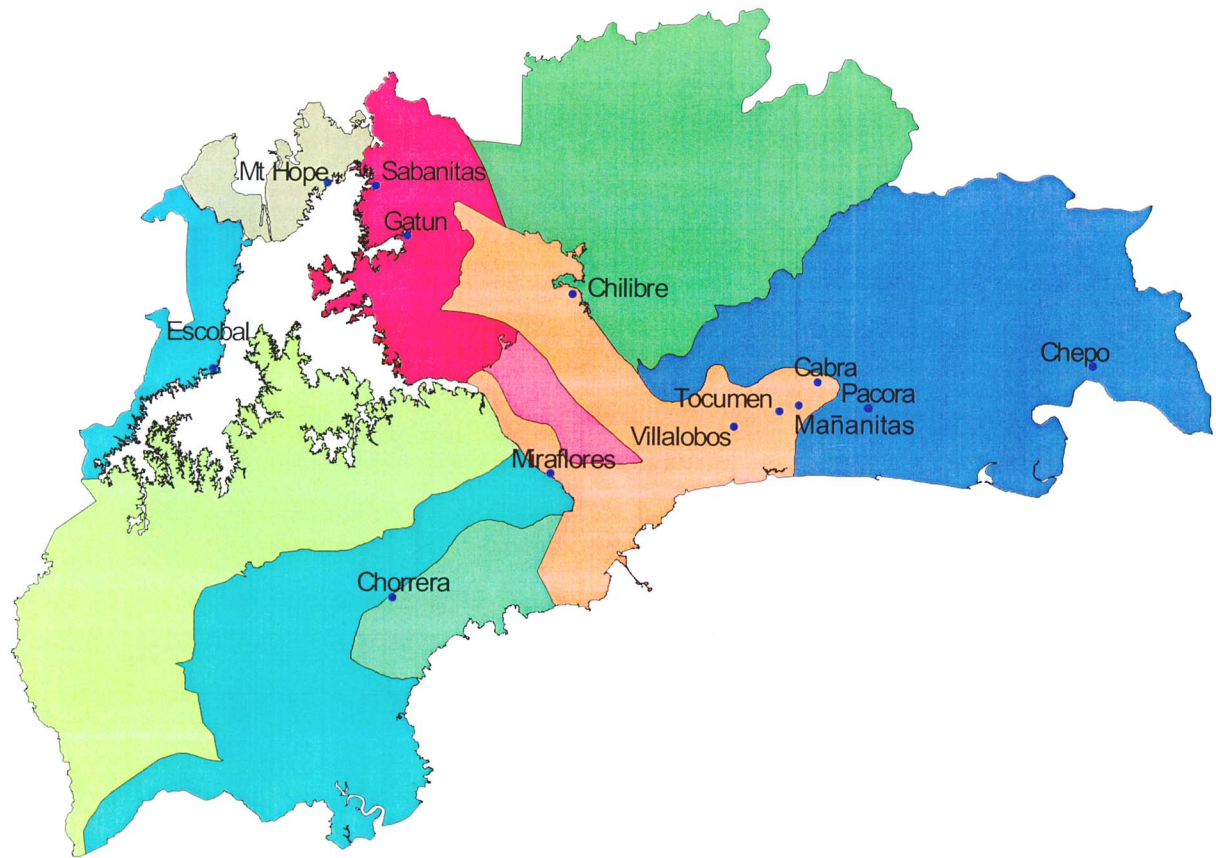 Mt Hope
Sabanitas
Gatun
Chilibre
Escobal
Chepo
Cabra
Tocumen
Pacora
Mañanitas
Villalobos
Miraflores
Chorrera